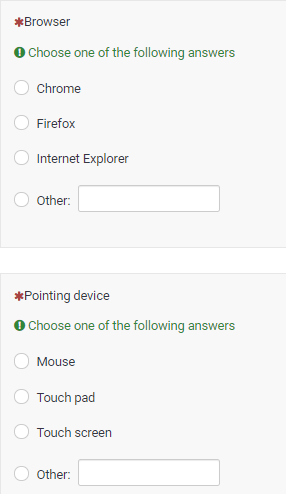 *Browser
Choose one of the following answers
Chrome
Firefox
Internet Explorer
Other:
*Pointing device
Choose one of the following answers
Mouse
Touch pad
Touch screen
Other: